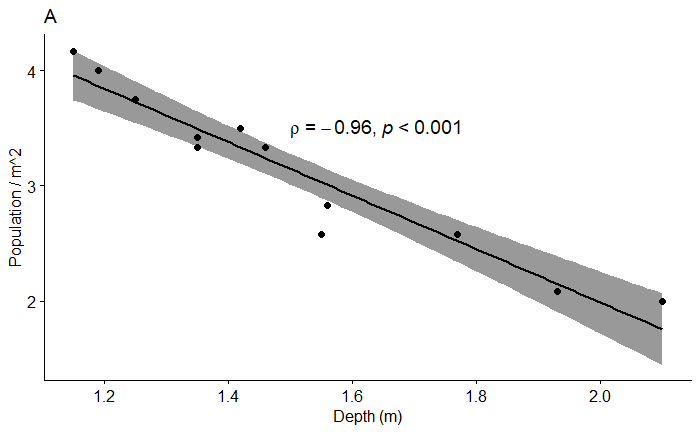 A
ρ = −0.96, p < 0.001
Population / m^2
4
3
2
1.2 1.4 1.6 1.8 2.0
Depth (m)